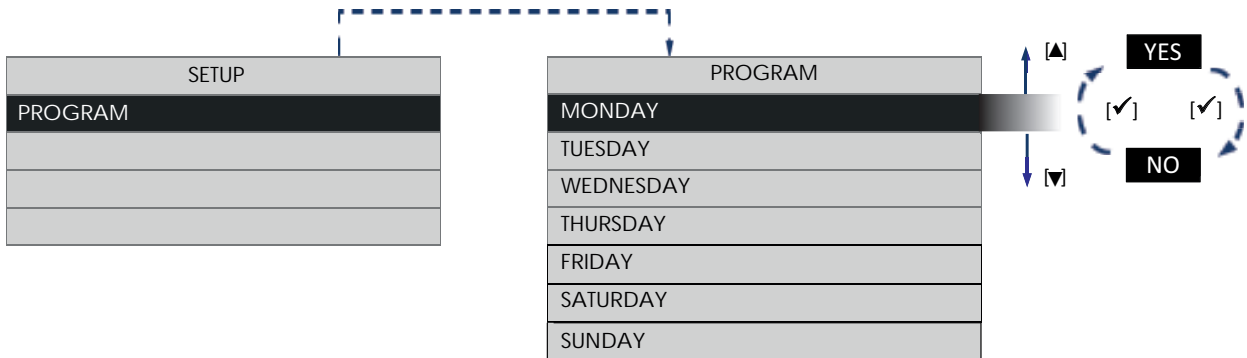 SETUP
PROGRAM
PROGRAM
MONDAY
TUESDAY
WEDNESDAY
THURSDAY
FRIDAY
SATURDAY
SUNDAY
[▲]
YES
[✔] [✔]
NO
[▼]